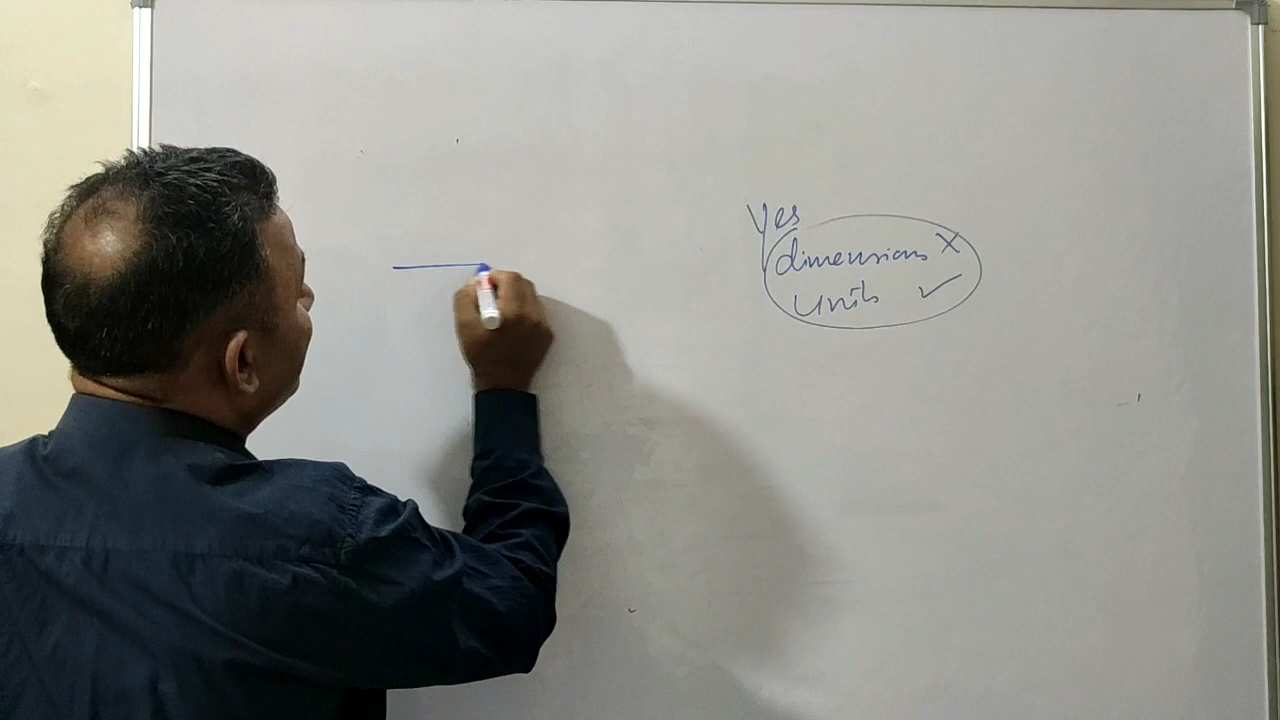 Yes
dimensions ×
Units ✓